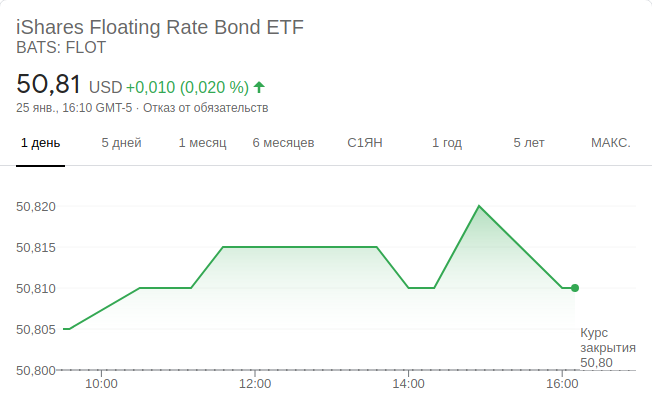 iShares Floating Rate Bond ETF
BATS: FLOT
50,81 USD +0,010 (0,020 %)
25 янв., 16:10 GMT-5 · Отказ от обязательств
1 день 5 дней 1 месяц 6 месяцев С1ЯН 1 год 5 лет МАКС.
50,820
50,815
50,810
50,805
Курс
закрытия
50,80
50,800
10:00 12:00 14:00 16:00